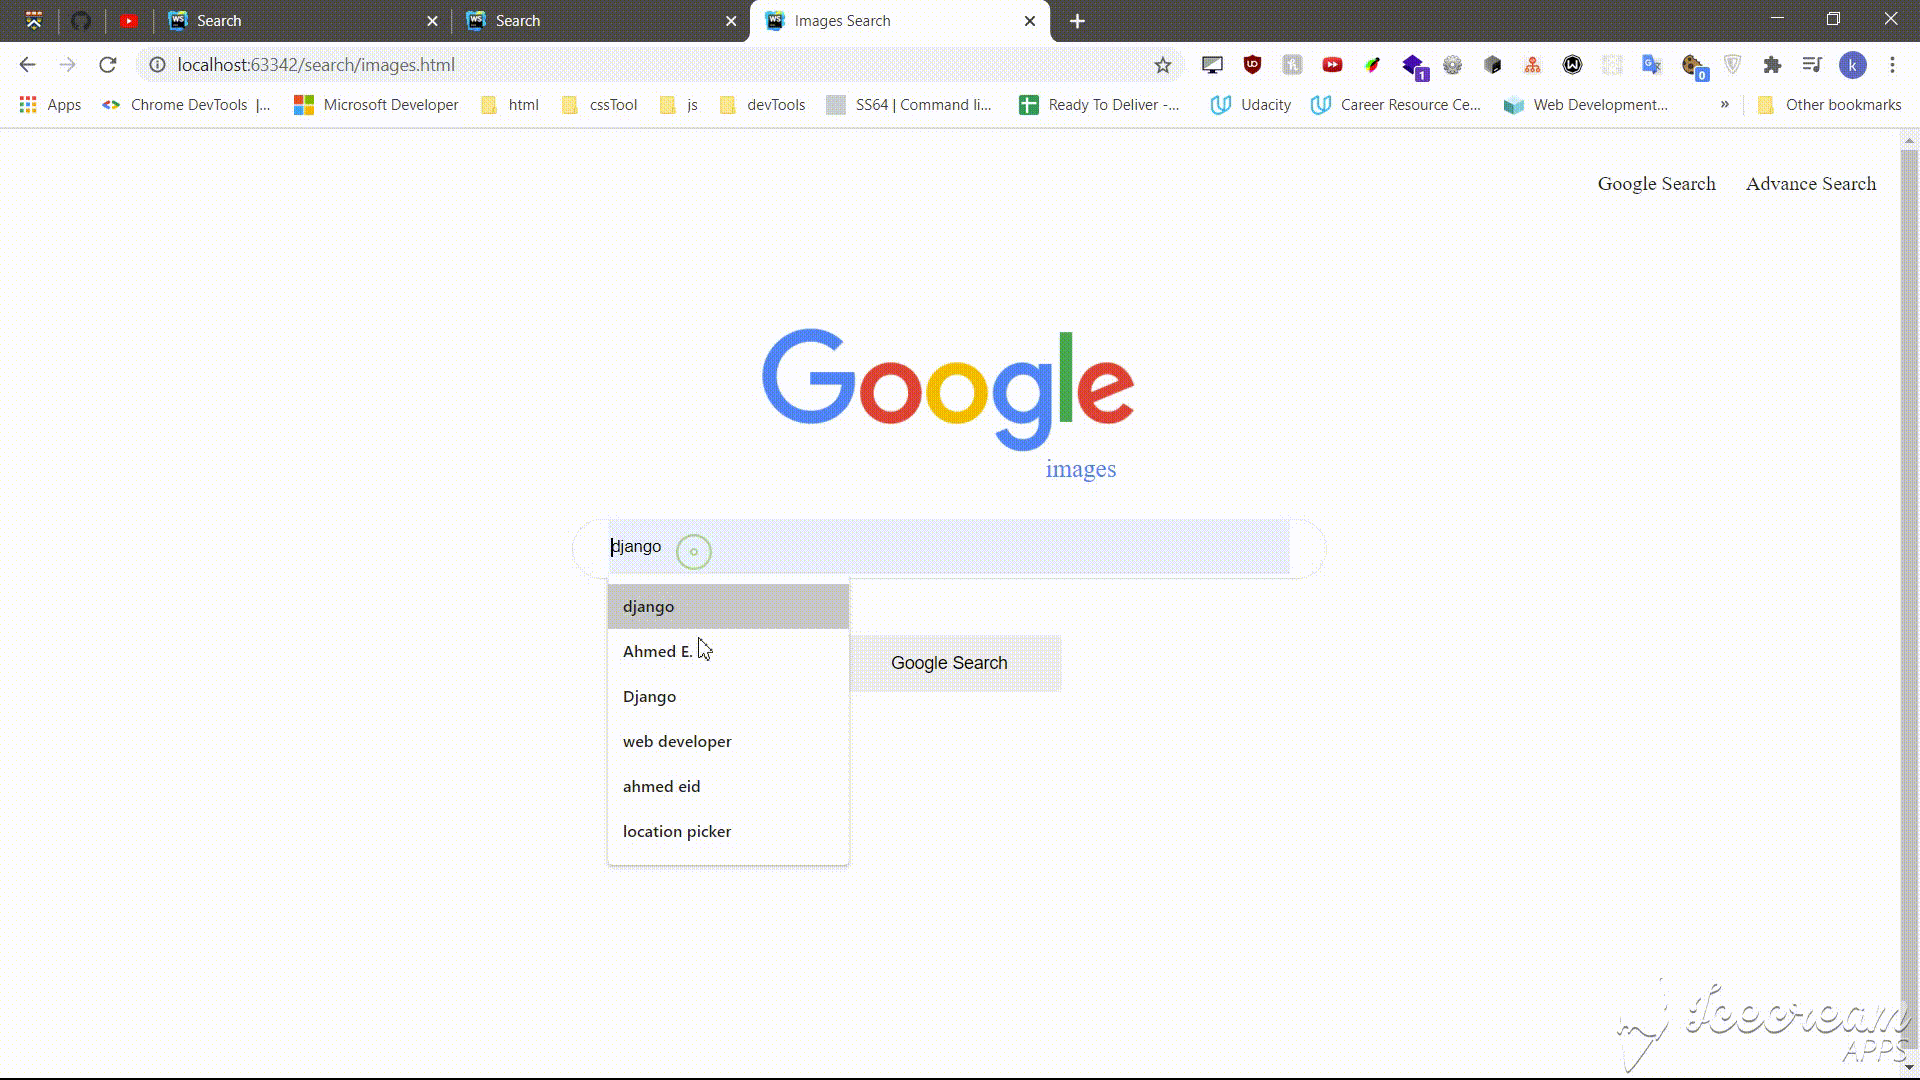 Search
Search
Images Search
localhost:63342/search/images.html
1
0
k
Apps
Chrome DevTools |...
Microsoft Developer
html
cssTool
js
devTools
SS64 | Command li...
Ready To Deliver -...
Udacity
Career Resource Ce...
Web Development...
»
Other bookmarks
Google Search
Advance Search
Google
images
django
django
Ahmed E.
Google Search
Django
web developer
ahmed eid
location picker
Icecream
APPS